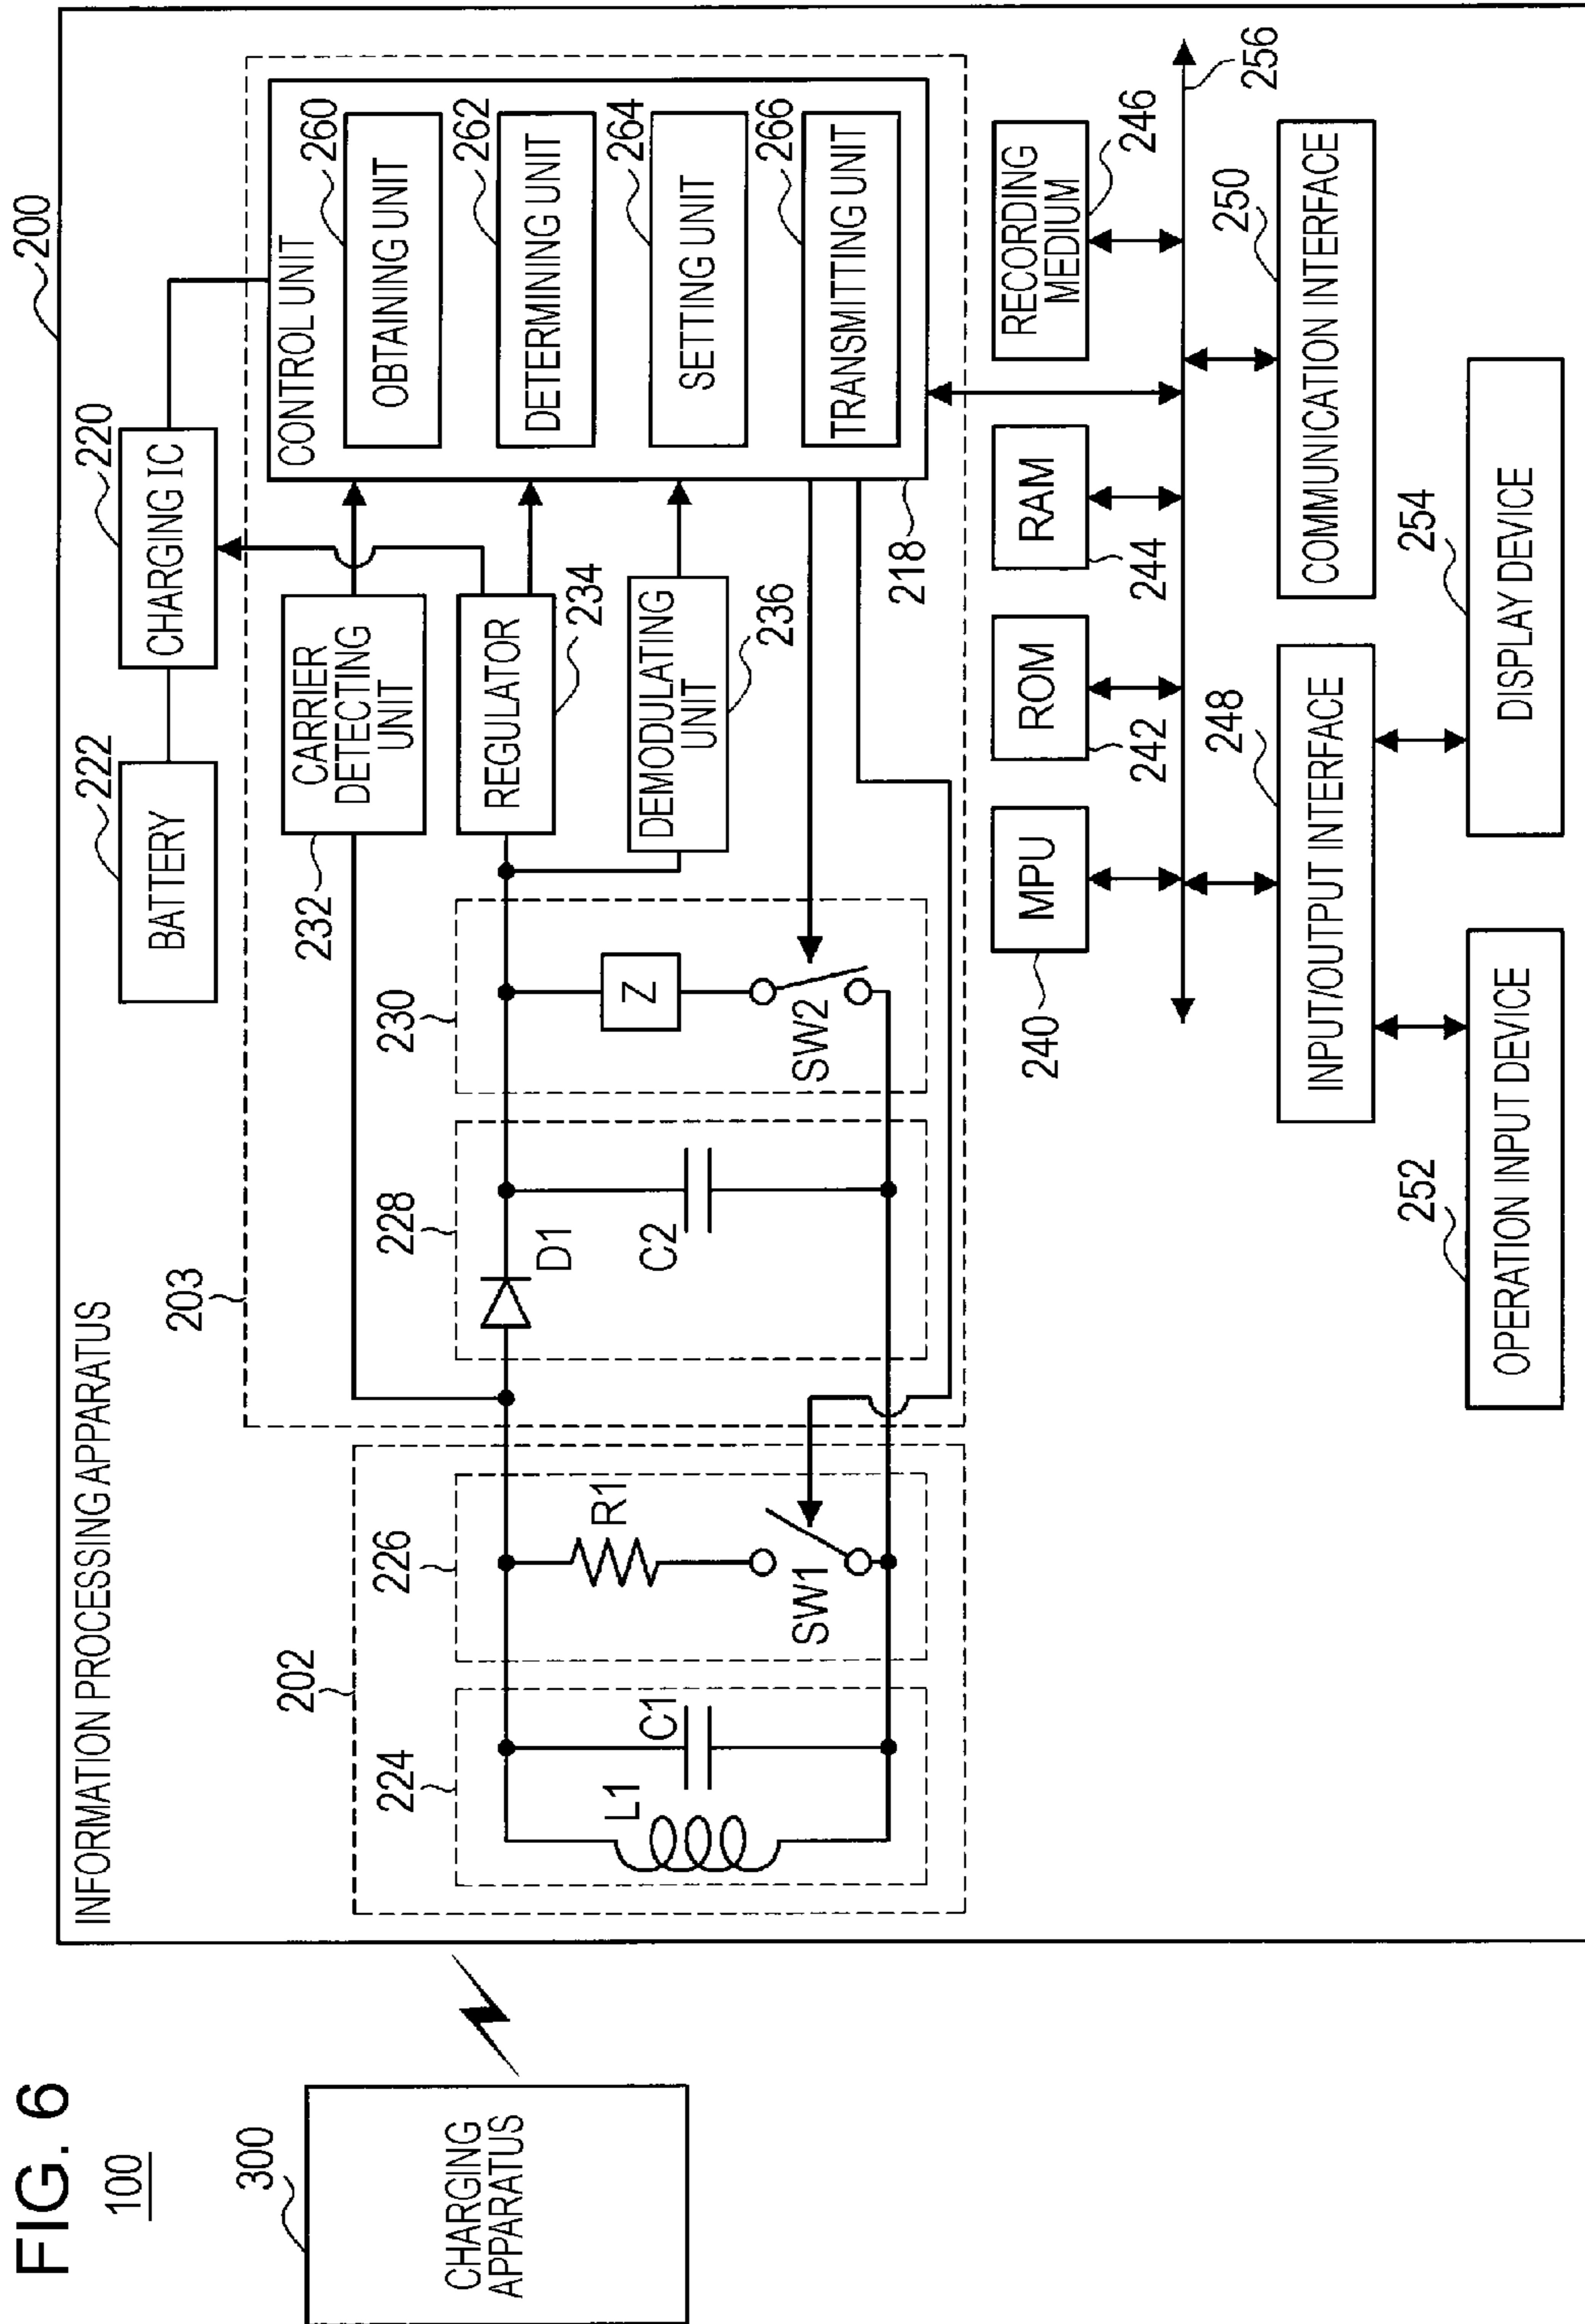 FIG. 6
100
300
CHARGING
APPARATUS
200
INFORMATION PROCESSING APPARATUS
222
BATTERY
220
CHARGING IC
203
202
224
L1
C1
226
R1
SW1
228
D1
C2
230
Z
SW2
232
CARRIER
DETECTING
UNIT
REGULATOR
234
DEMODULATING
UNIT
236
CONTROL UNIT
260
OBTAINING UNIT
262
DETERMINING UNIT
264
SETTING UNIT
266
TRANSMITTING UNIT
218
MPU
240
ROM
242
RAM
244
RECORDING
MEDIUM
246
256
248
INPUT/OUTPUT INTERFACE
250
COMMUNICATION INTERFACE
252
OPERATION INPUT DEVICE
254
DISPLAY DEVICE